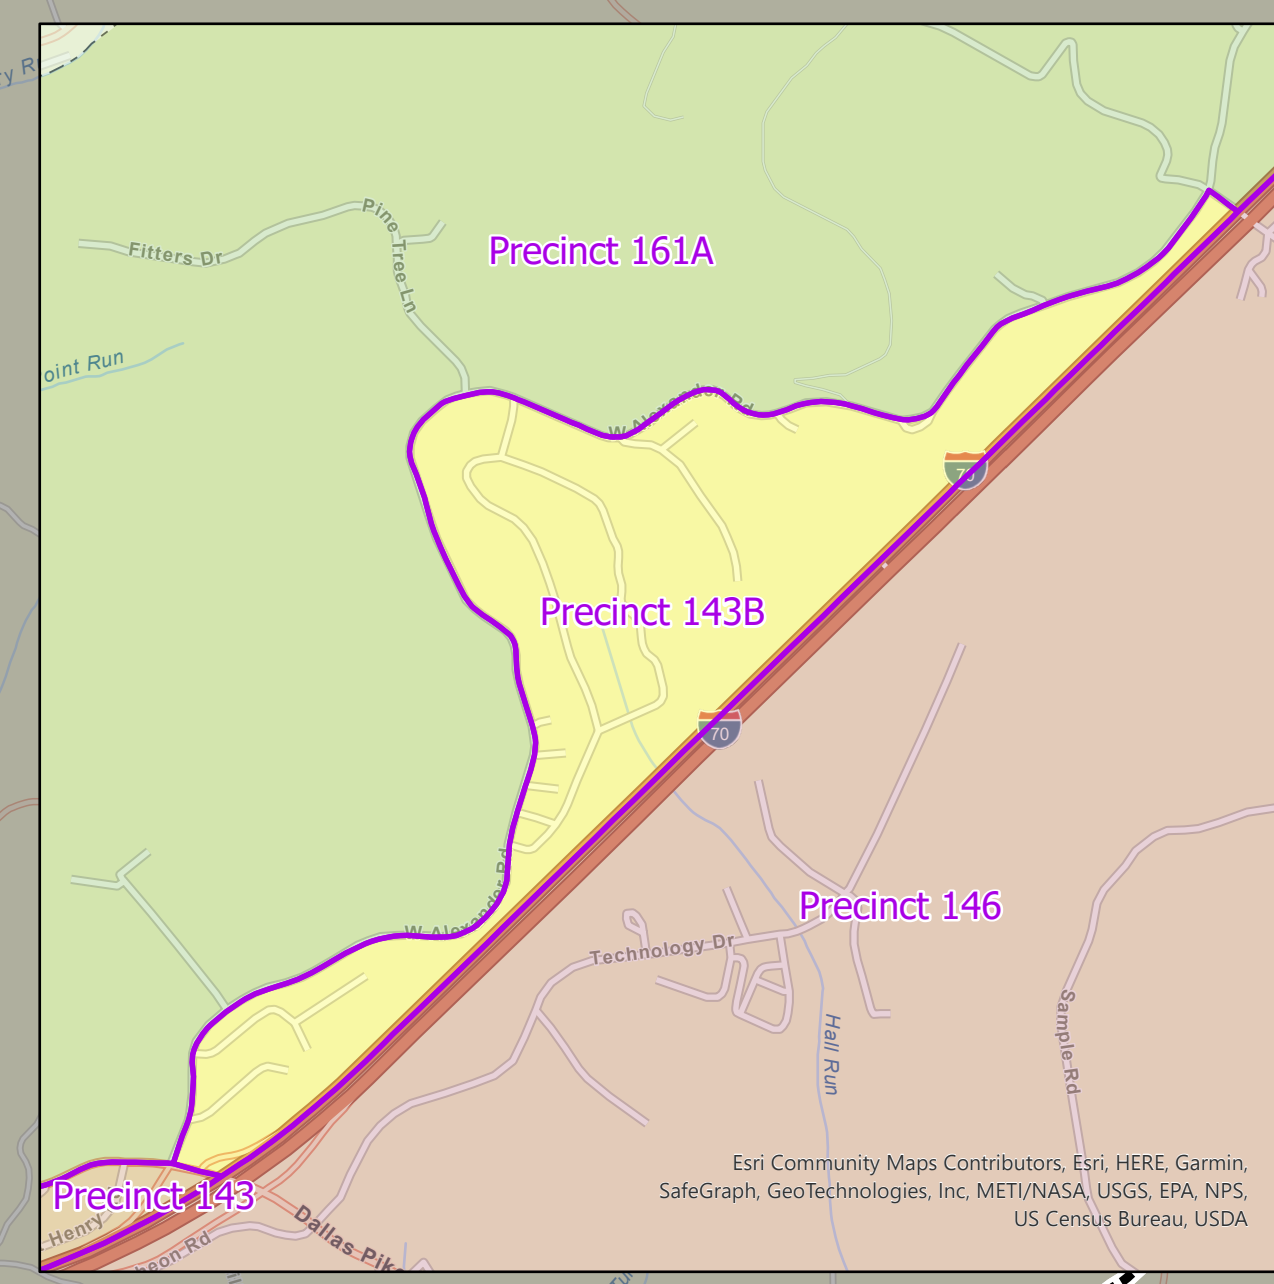 Fitters Dr
Pine Tree Ln
Precinct 161A
oint Run
W Alexander Rd
70
Precinct 143B
70
W Alexander Rd
Precinct 146
Technology Dr
Hall Run
Sample Rd
Precinct 143
Henry
heon Rd
Dallas Pike
Esri Community Maps Contributors, Esri, HERE, Garmin,
SafeGraph, GeoTechnologies, Inc, METI/NASA, USGS, EPA, NPS,
US Census Bureau, USDA